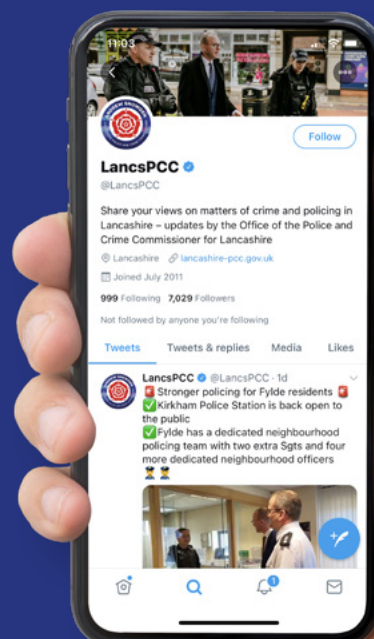 11:03
Follow
LancsPCC
@LancsPCC
Share your views on matters of crime and policing in
Lancashire – updates by the Office of the Police and
Crime Commissioner for Lancashire
Lancashire lancashire-pcc.gov.uk
Joined July 2011
999 Following 7,029 Followers
Not followed by anyone you're following
Tweets Tweets & replies Media Likes
LancsPCC @LancsPCC · 1d
🚨 Stronger policing for Fylde residents 🚨
✅Kirkham Police Station is back open to
the public
✅Fylde has a dedicated neighbourhood
policing team with two extra Sgts and four
more dedicated neighbourhood officers
1